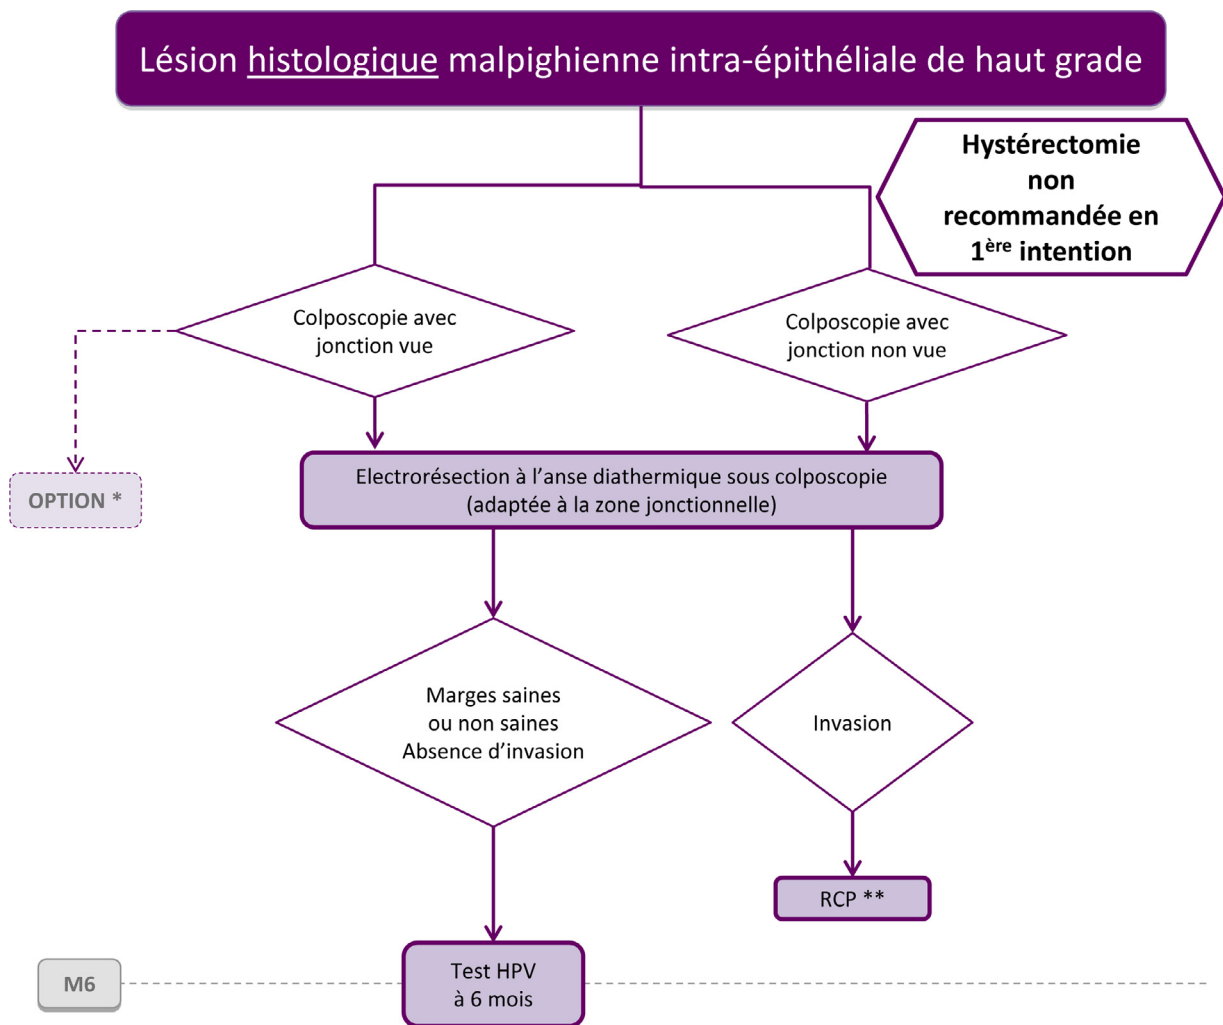 Lésion histologique malpighienne intra-épithéliale de haut grade
Hystérectomie
non
recommandée en
1ère intention
Colposcopie avec
jonction vue
Colposcopie avec
jonction non vue
OPTION *
Electrorésection à l’anse diathermique sous colposcopie
(adaptée à la zone jonctionnelle)
Marges saines
ou non saines
Absence d’invasion
Invasion
RCP **
M6
Test HPV
à 6 mois